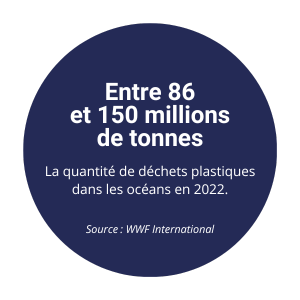 Entre 86
et 150 millions
de tonnes
La quantité de déchets plastiques
dans les océans en 2022.
Source : WWF International